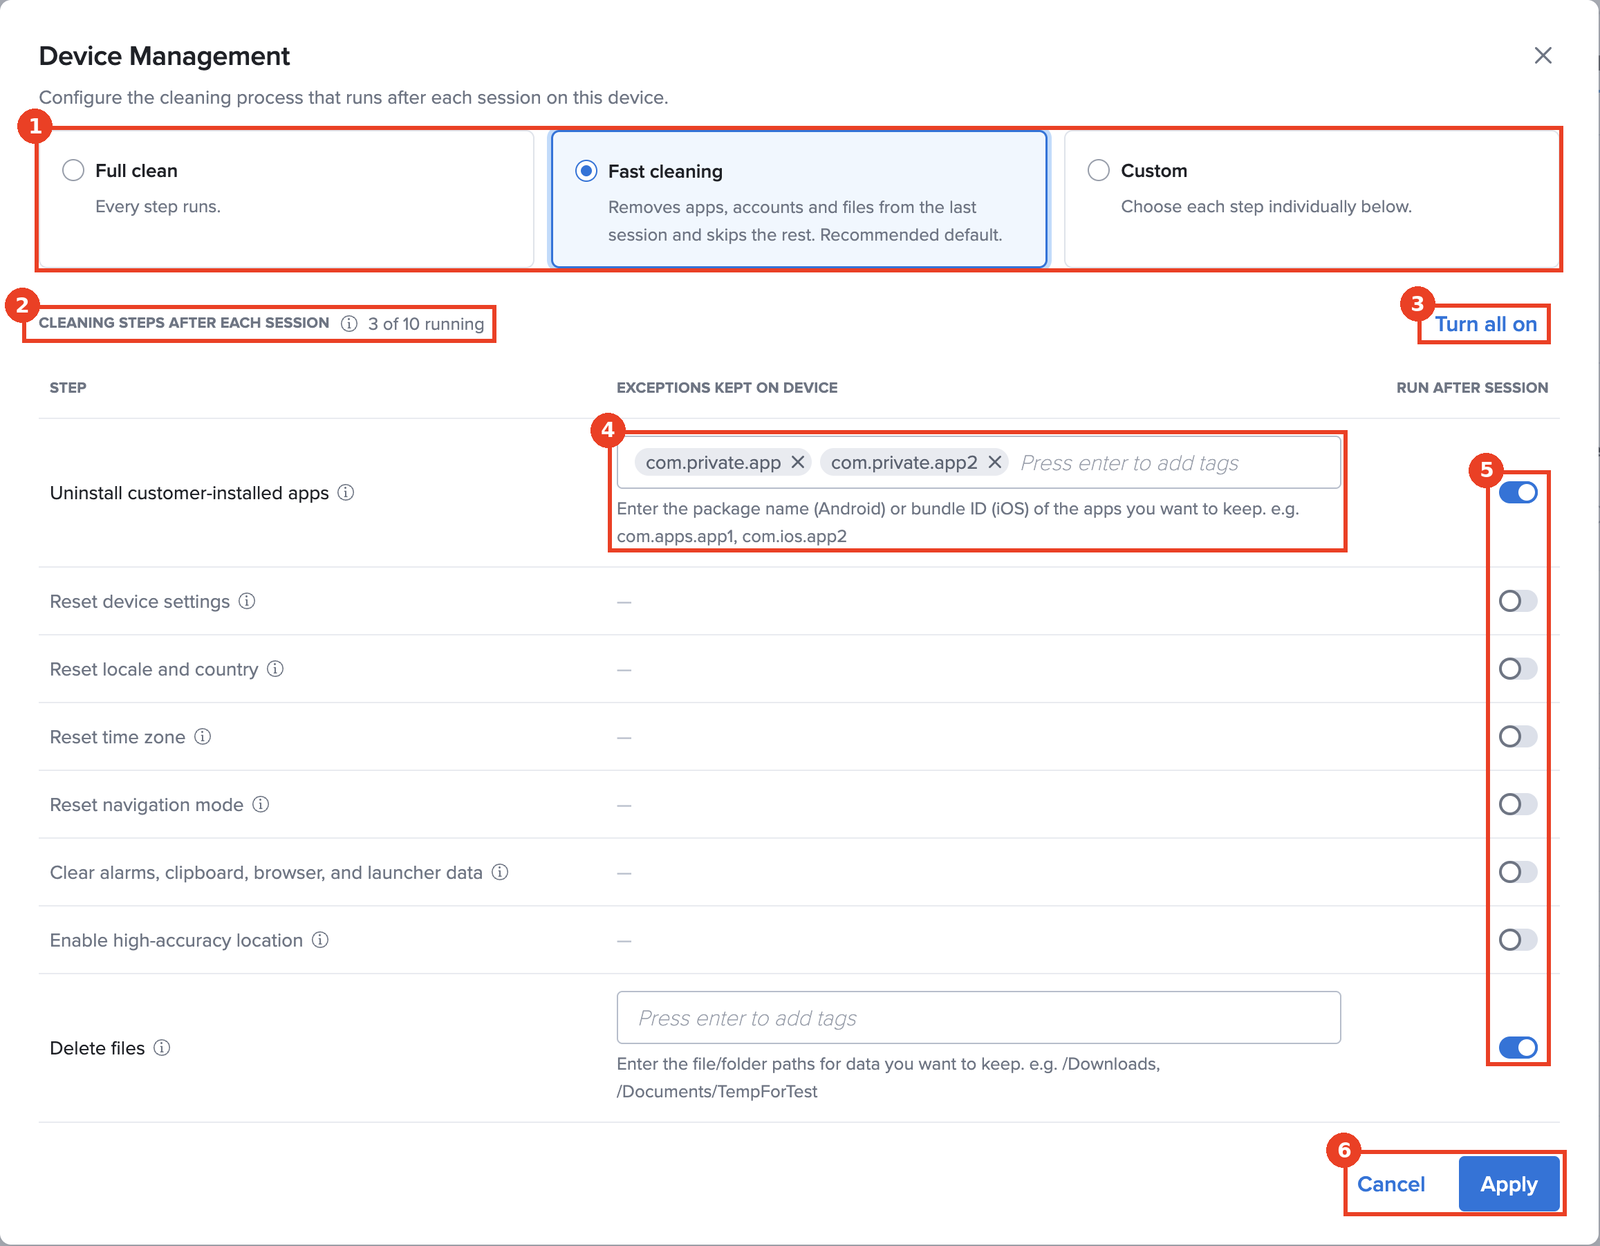 Device Management
Configure the cleaning process that runs after each session on this device.
1
Full clean
Every step runs.
Fast cleaning
Removes apps, accounts and files from the last
session and skips the rest. Recommended default.
Custom
Choose each step individually below.
2
CLEANING STEPS AFTER EACH SESSION 3 of 10 running
3
Turn all on
STEP EXCEPTIONS KEPT ON DEVICE RUN AFTER SESSION
4
com.private.app com.private.app2 Press enter to add tags
5
Uninstall customer-installed apps
Enter the package name (Android) or bundle ID (iOS) of the apps you want to keep. e.g.
com.apps.app1, com.ios.app2
Reset device settings —
Reset locale and country —
Reset time zone —
Reset navigation mode —
Clear alarms, clipboard, browser, and launcher data —
Enable high-accuracy location —
Press enter to add tags
Delete files
Enter the file/folder paths for data you want to keep. e.g. /Downloads,
/Documents/TempForTest
6
Cancel Apply